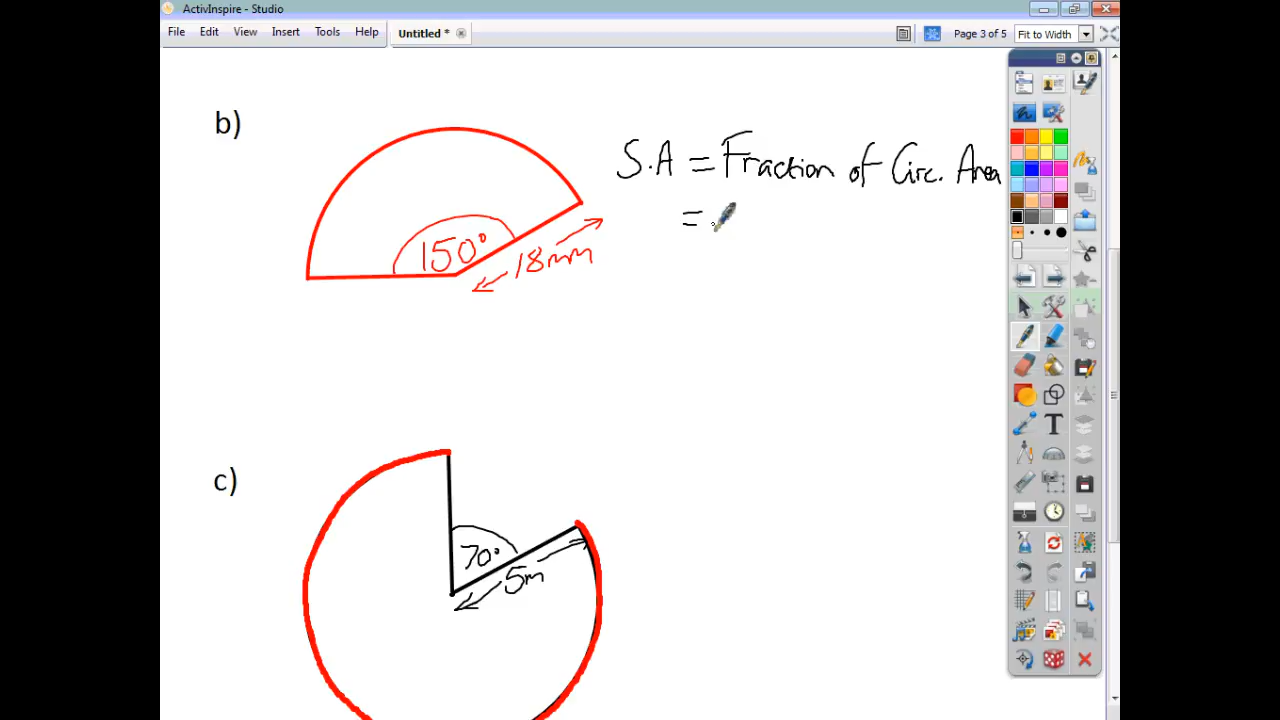 ActivInspire - Studio
File Edit View Insert Tools Help Untitled * Page 3 of 5 Fit to Width
b)
S.A = Fraction of Circ. Area
=
150°
18mm
c)
70°
5m
T